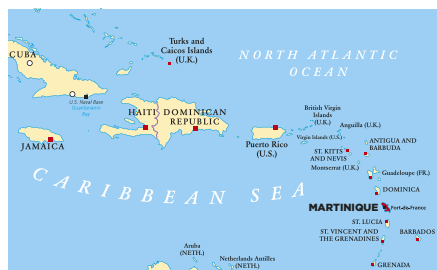 Turks and
Caicos Islands
(U.K.)
NORTH ATLANTIC
OCEAN
CUBA
U.S. Naval Base
Guantanamo
Bay
HAITI
DOMINICAN
REPUBLIC
JAMAICA
Puerto Rico
(U.S.)
British Virgin
Islands
(U.K.)
Virgin Islands (U.S.)
Anguilla (U.K.)
ST. KITTS
AND NEVIS
ANTIGUA AND
BARBUDA
Montserrat (U.K.)
Guadeloupe (FR.)
DOMINICA
CARIBBEAN SEA
MARTINIQUE
Fort-de-France
ST. LUCIA
ST. VINCENT AND
THE GRENADINES
BARBADOS
Aruba
(NETH.)
Netherlands Antilles
(NETH.)
GRENADA